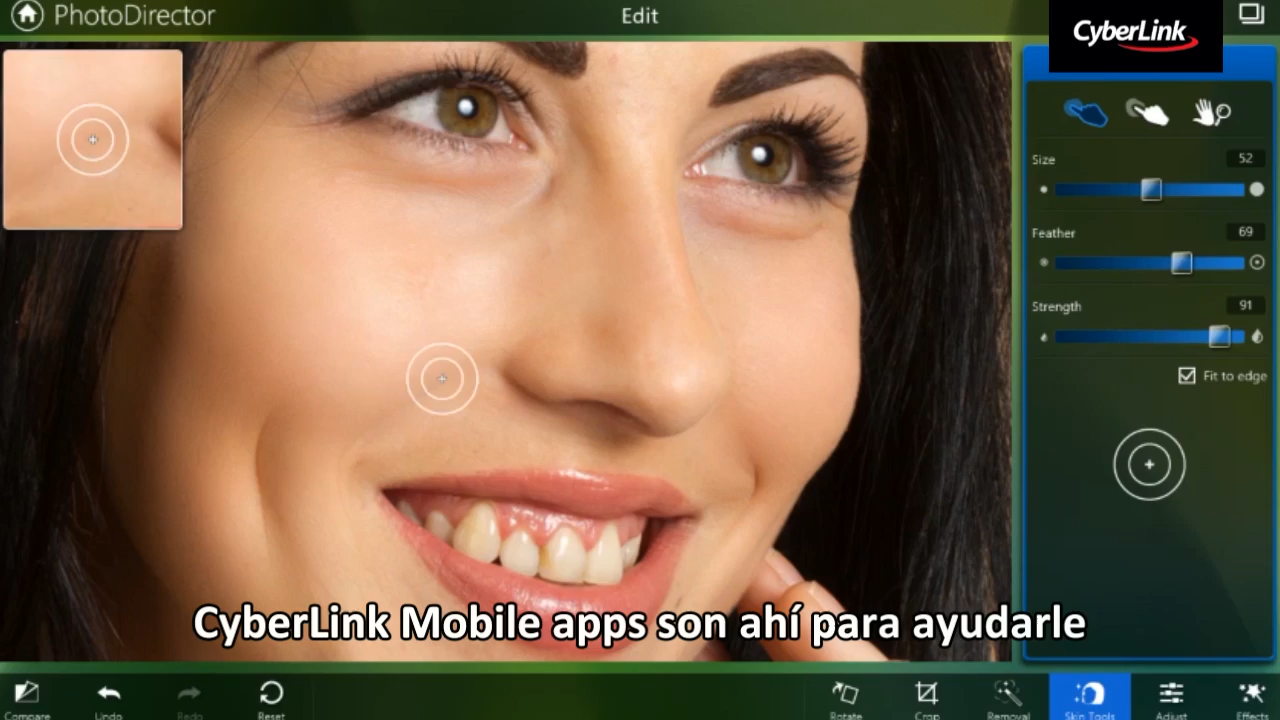 PhotoDirector
Edit
CyberLink
Size
52
Feather
69
Strength
91
Fit to edge
CyberLink Mobile apps son ahí para ayudarle
Compare
Undo
Redo
Reset
Rotate
Crop
Removal
Skin Tools
Adjust
Effects